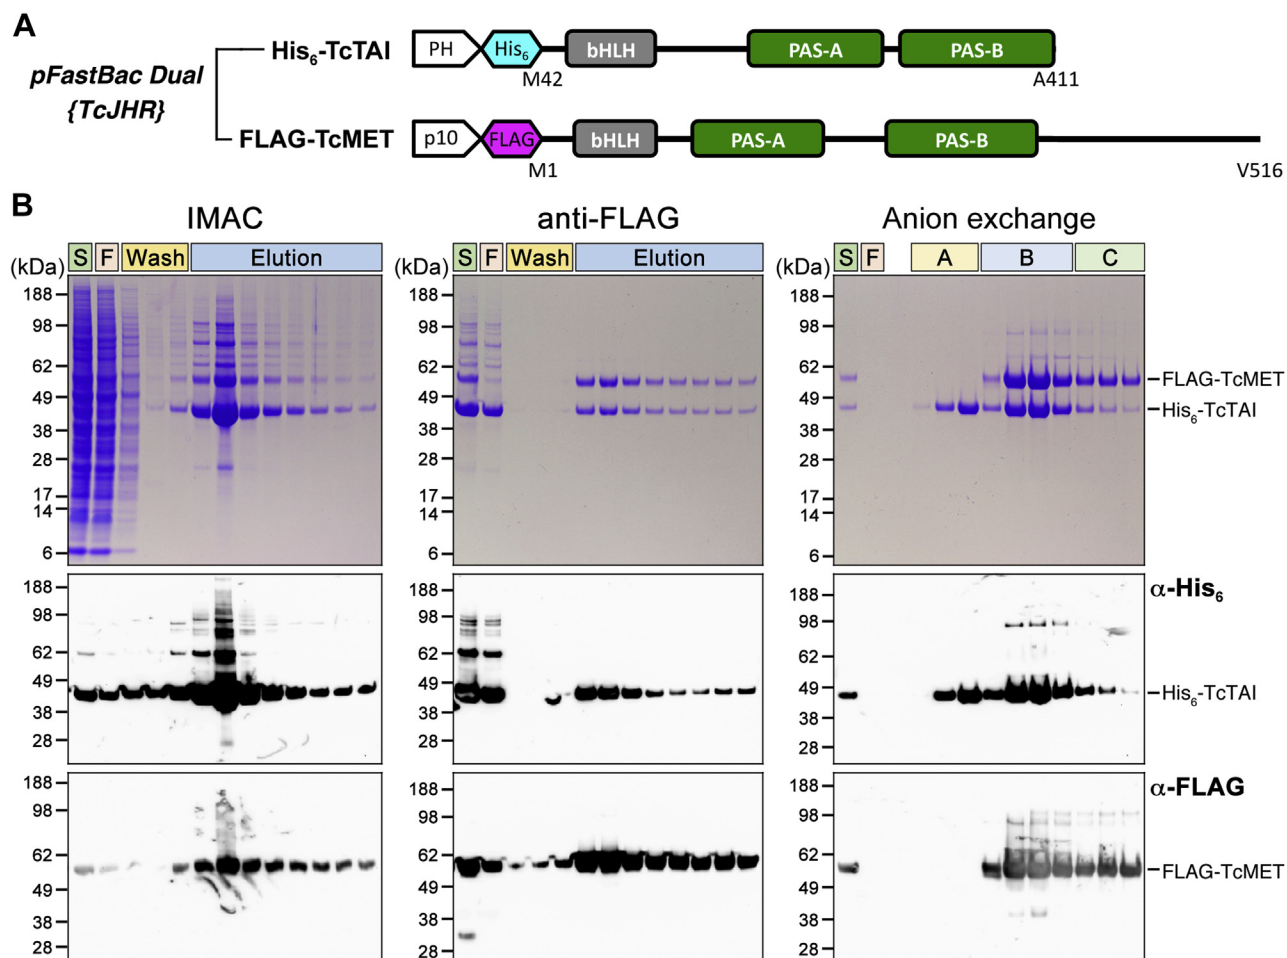 A
pFastBac Dual
{TcJHR}
His6-TcTAI
PH
His6
bHLH
PAS-A
PAS-B
M42
A411
FLAG-TcMET
p10
FLAG
bHLH
PAS-A
PAS-B
M1
V516
B
IMAC
anti-FLAG
Anion exchange
(kDa) S F Wash Elution
(kDa) S F Wash Elution
(kDa) S F A B C
188
98
62
49
38
28
17
14
6
188
98
62
49
38
28
17
14
6
188
98
62
49
38
28
17
14
6
FLAG-TcMET
His6-TcTAI
188
98
62
49
38
28
188
98
62
49
38
28
188
98
62
49
38
28
α-His6
His6-TcTAI
188
98
62
49
38
28
188
98
62
49
38
28
188
98
62
49
38
28
α-FLAG
FLAG-TcMET